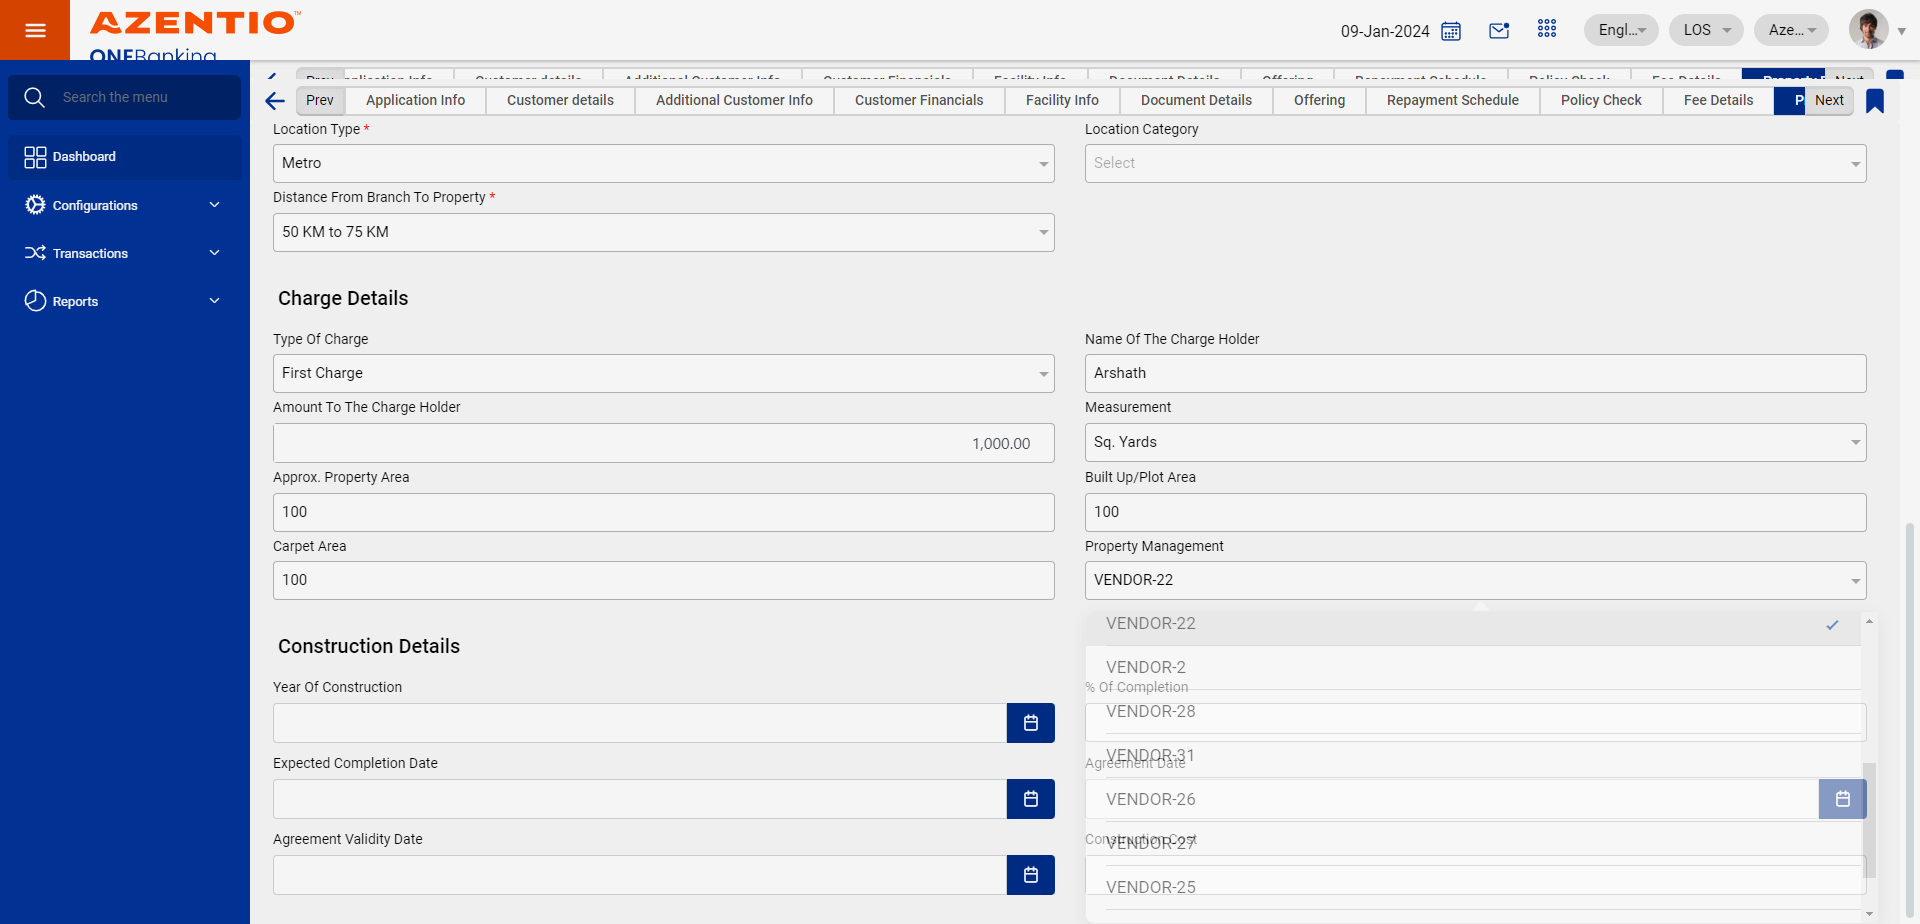 AZENTIO™
ONEBanking
09-Jan-2024
Engl...
LOS
Aze...
Search the menu
Dashboard
Configurations
Transactions
Reports
Prev
Application Info
Customer details
Additional Customer Info
Customer Financials
Facility Info
Document Details
Offering
Repayment Schedule
Policy Check
Fee Details
P
Next
Location Type *
Location Category
Metro
Select
Distance From Branch To Property *
50 KM to 75 KM
Charge Details
Type Of Charge
Name Of The Charge Holder
First Charge
Arshath
Amount To The Charge Holder
Measurement
1,000.00
Sq. Yards
Approx. Property Area
Built Up/Plot Area
100
100
Carpet Area
Property Management
100
VENDOR-22
VENDOR-22
Construction Details
VENDOR-2
Year Of Construction
% Of Completion
VENDOR-28
VENDOR-31
Expected Completion Date
Agreement Date
VENDOR-26
Agreement Validity Date
Construction Cost
VENDOR-27
VENDOR-25